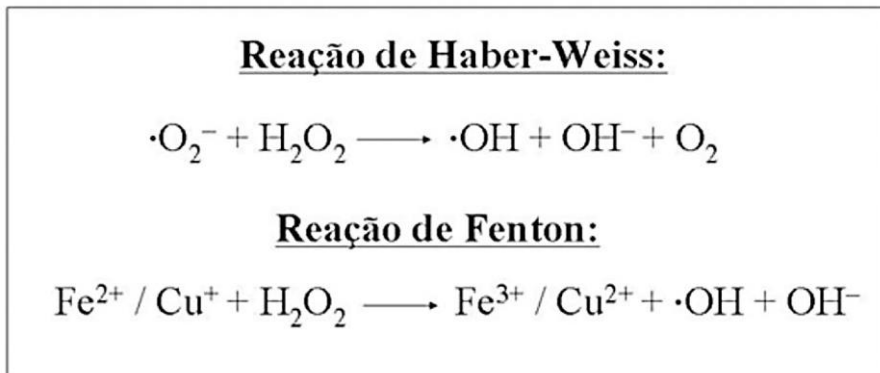 Reação de Haber-Weiss:
·O₂⁻ + H₂O₂ ⟶ ·OH + OH⁻ + O₂
Reação de Fenton:
Fe²⁺ / Cu⁺ + H₂O₂ ⟶ Fe³⁺ / Cu²⁺ + ·OH + OH⁻